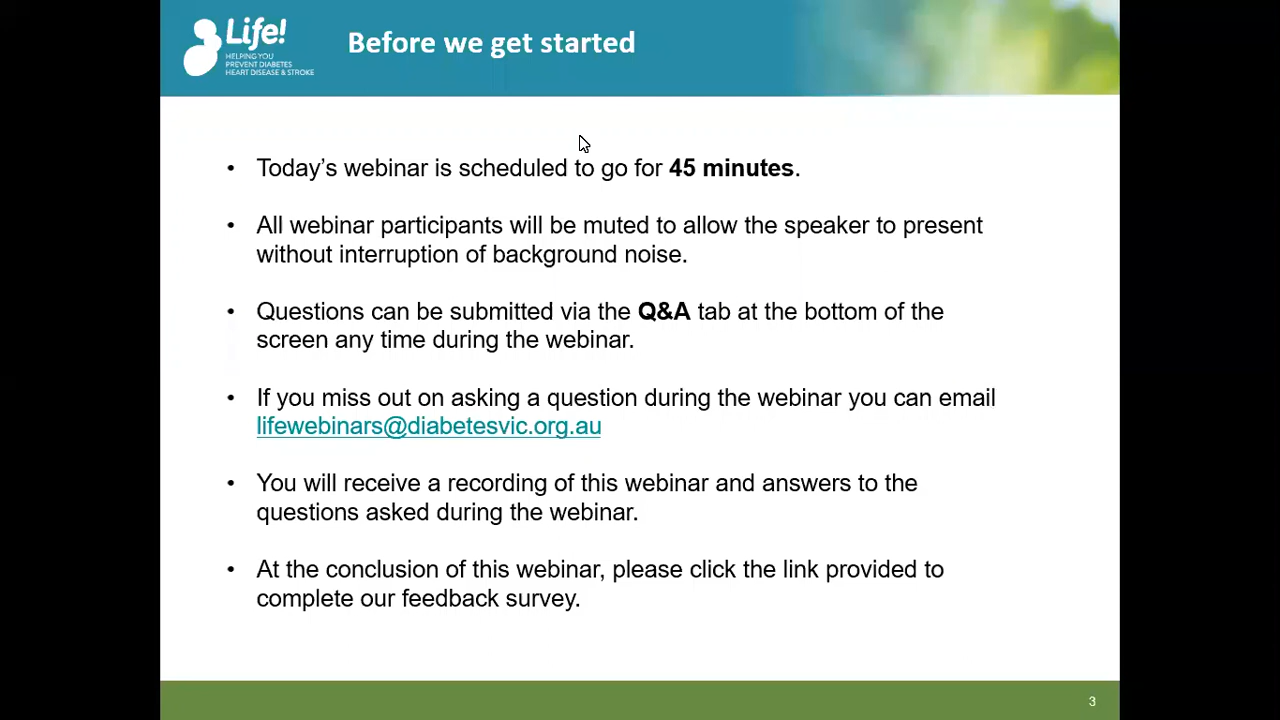 Life!
HELPING YOU
PREVENT DIABETES
HEART DISEASE & STROKE
Before we get started
• Today’s webinar is scheduled to go for 45 minutes.
• All webinar participants will be muted to allow the speaker to present
without interruption of background noise.
• Questions can be submitted via the Q&A tab at the bottom of the
screen any time during the webinar.
• If you miss out on asking a question during the webinar you can email
lifewebinars@diabetesvic.org.au
• You will receive a recording of this webinar and answers to the
questions asked during the webinar.
• At the conclusion of this webinar, please click the link provided to
complete our feedback survey.
3